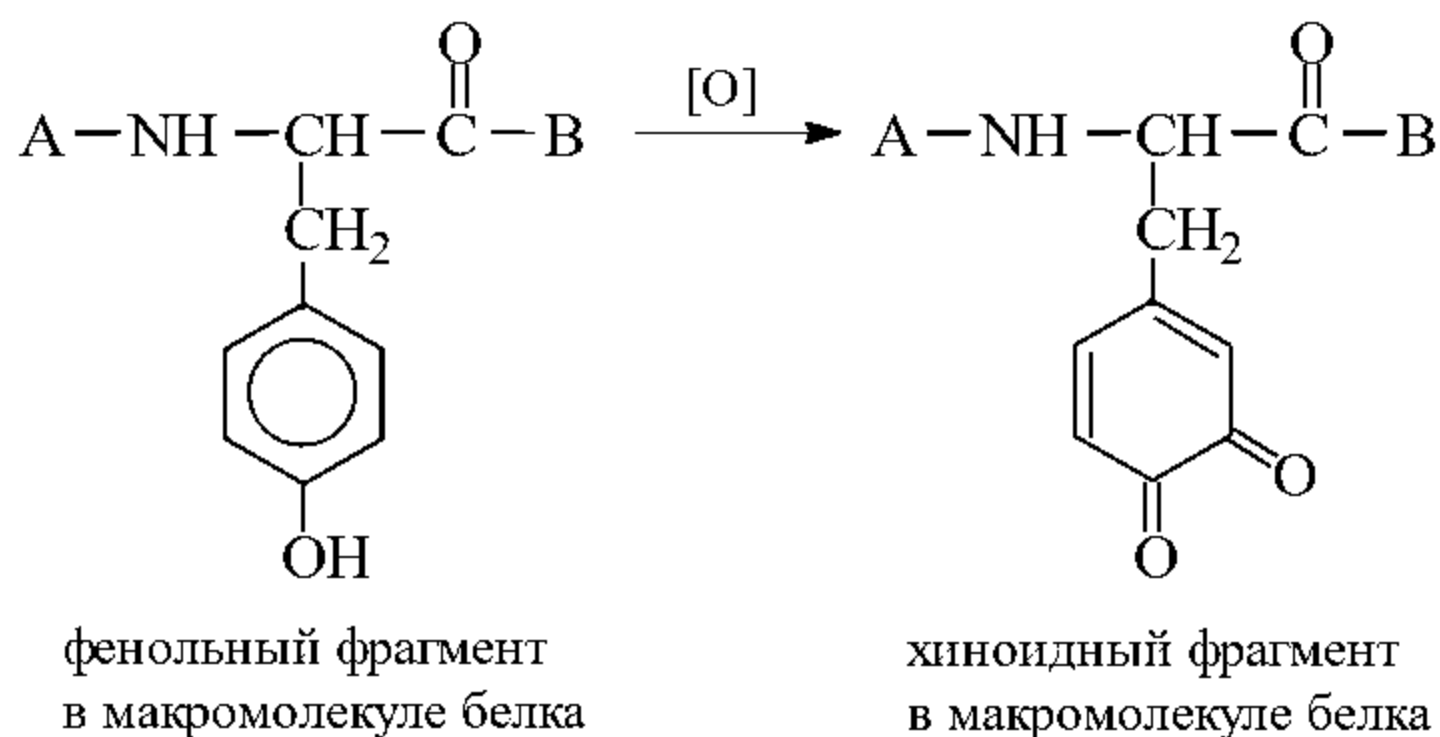 O
O
A—NH—CH—C—B
[O]
A—NH—CH—C—B
CH₂
CH₂
O
OH
O
фенольный фрагмент
в макромолекуле белка
хиноидный фрагмент
в макромолекуле белка